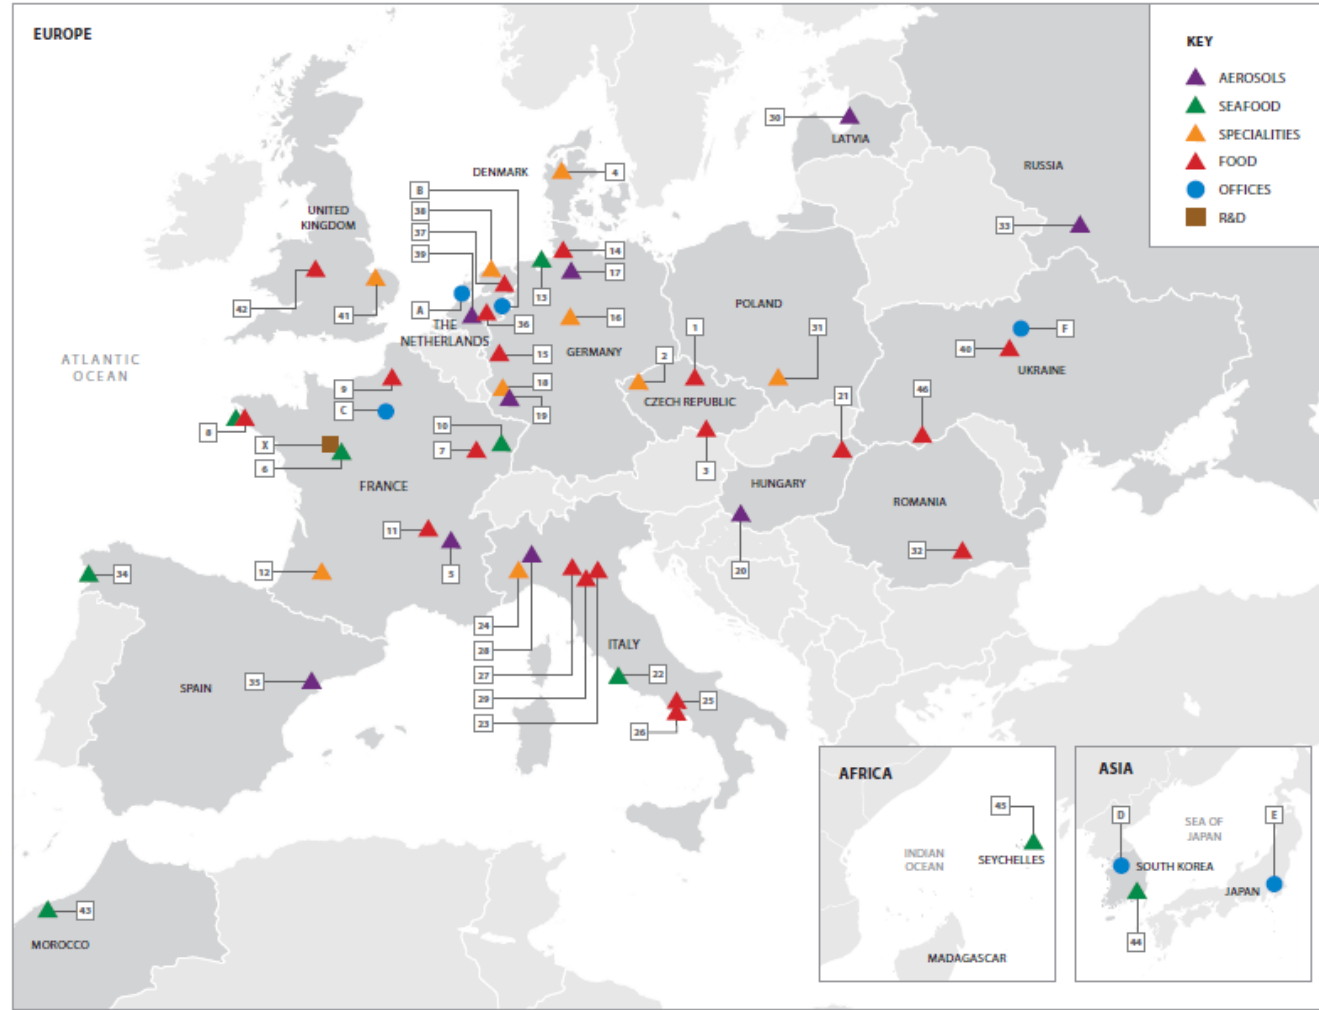 EUROPE
KEY
AEROSOLS
SEAFOOD
SPECIALITIES
FOOD
OFFICES
R&D
30
LATVIA
RUSSIA
33
DENMARK
4
B
38
37
39
UNITED
KINGDOM
14
17
13
42
41
A
THE
NETHERLANDS
36
16
GERMANY
15
18
19
POLAND
1
31
2
CZECH REPUBLIC
3
21
46
F
40
UKRAINE
ATLANTIC
OCEAN
9
C
8
X
6
10
7
FRANCE
HUNGARY
20
ROMANIA
32
11
5
12
34
SPAIN
35
24
28
27
29
23
ITALY
22
25
26
43
MOROCCO
AFRICA
45
INDIAN
OCEAN
SEYCHELLES
MADAGASCAR
ASIA
D
E
SEA OF
JAPAN
SOUTH KOREA
JAPAN
44